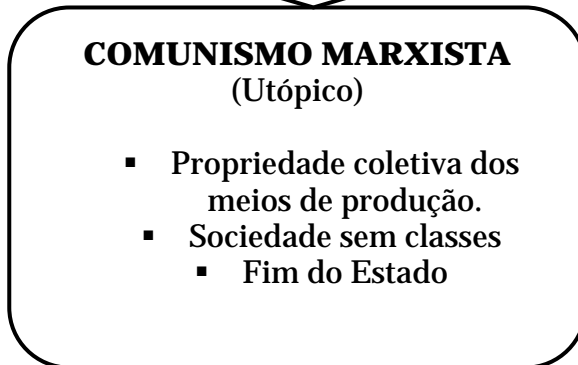 COMUNISMO MARXISTA
(Utópico)
▪ Propriedade coletiva dos
meios de produção.
▪ Sociedade sem classes
▪ Fim do Estado